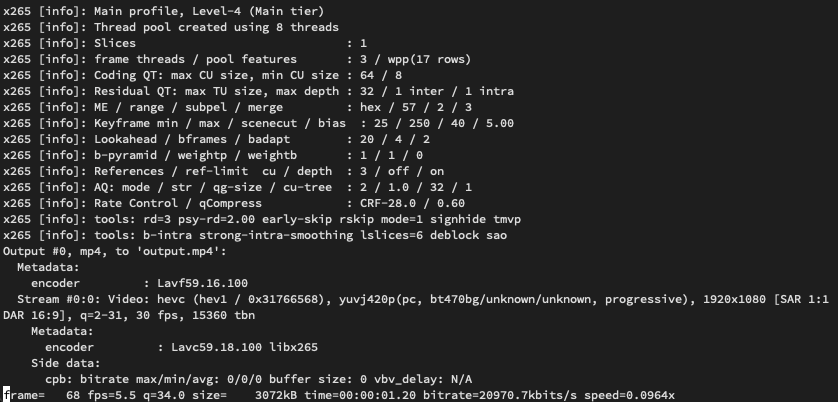 x265 [info]: Main profile, Level-4 (Main tier)
x265 [info]: Thread pool created using 8 threads
x265 [info]: Slices                              : 1
x265 [info]: frame threads / pool features       : 3 / wpp(17 rows)
x265 [info]: Coding QT: max CU size, min CU size : 64 / 8
x265 [info]: Residual QT: max TU size, max depth : 32 / 1 inter / 1 intra
x265 [info]: ME / range / subpel / merge         : hex / 57 / 2 / 3
x265 [info]: Keyframe min / max / scenecut / bias  : 25 / 250 / 40 / 5.00
x265 [info]: Lookahead / bframes / badapt        : 20 / 4 / 2
x265 [info]: b-pyramid / weightp / weightb       : 1 / 1 / 0
x265 [info]: References / ref-limit  cu / depth  : 3 / off / on
x265 [info]: AQ: mode / str / qg-size / cu-tree  : 2 / 1.0 / 32 / 1
x265 [info]: Rate Control / qCompress            : CRF-28.0 / 0.60
x265 [info]: tools: rd=3 psy-rd=2.00 early-skip rskip mode=1 signhide tmvp
x265 [info]: tools: b-intra strong-intra-smoothing lslices=6 deblock sao
Output #0, mp4, to 'output.mp4':
  Metadata:
    encoder         : Lavf59.16.100
  Stream #0:0: Video: hevc (hev1 / 0x31766568), yuvj420p(pc, bt470bg/unknown/unknown, progressive), 1920x1080 [SAR 1:1
DAR 16:9], q=2-31, 30 fps, 15360 tbn
    Metadata:
      encoder         : Lavc59.18.100 libx265
    Side data:
      cpb: bitrate max/min/avg: 0/0/0 buffer size: 0 vbv_delay: N/A
frame=   68 fps=5.5 q=34.0 size=    3072kB time=00:00:01.20 bitrate=20970.7kbits/s speed=0.0964x